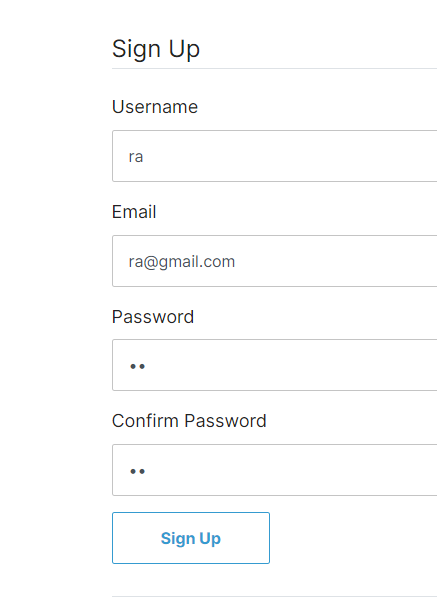 Sign Up
Username
ra
Email
ra@gmail.com
Password
••
Confirm Password
••
Sign Up